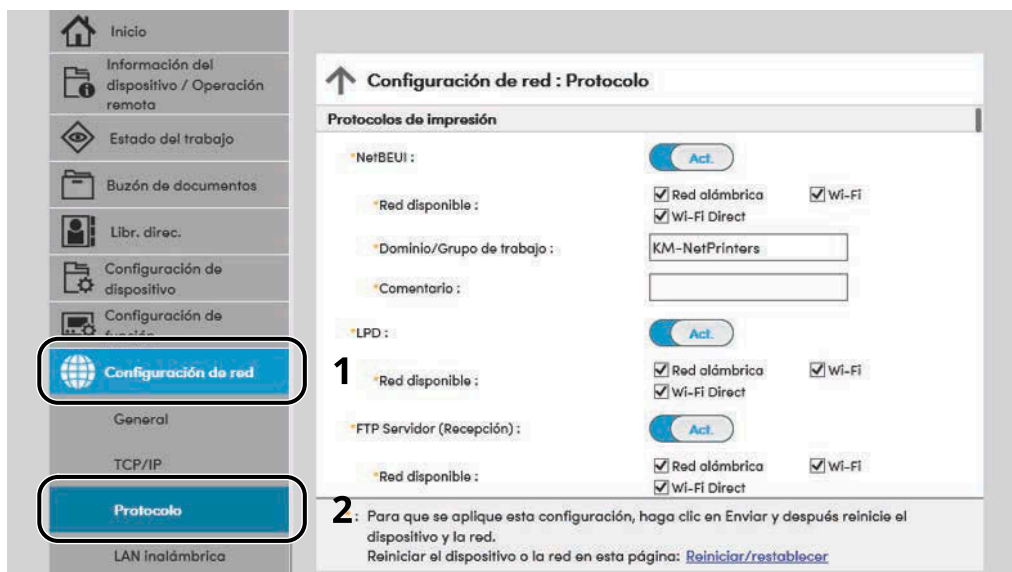 Inicio
Información del
dispositivo / Operación
remota
Estado del trabajo
Buzón de documentos
Libr. direc.
Configuración de
dispositivo
Configuración de
Configuración de red
General
TCP/IP
Protocolo
LAN inalámbrica
1
2
Configuración de red : Protocolo
Protocolos de impresión
*NetBEUI : Act.
*Red disponible : Red alámbrica Wi-Fi
Wi-Fi Direct
*Dominio/Grupo de trabajo : KM-NetPrinters
*Comentario :
*LPD : Act.
*Red disponible : Red alámbrica Wi-Fi
Wi-Fi Direct
*FTP Servidor (Recepción) : Act.
*Red disponible : Red alámbrica Wi-Fi
Wi-Fi Direct
: Para que se aplique esta configuración, haga clic en Enviar y después reinicie el
dispositivo y la red.
Reiniciar el dispositivo o la red en esta página: Reiniciar/restablecer